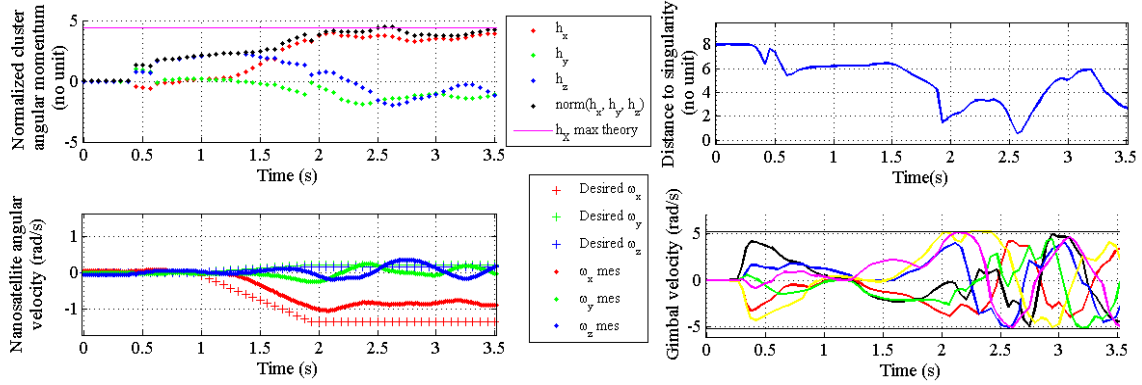 Normalized cluster
angular momentum
(no unit)
5
0
-5
0
0.5
1
1.5
2
2.5
3
3.5
Time (s)
h_x
h_y
h_z
norm(h_x, h_y, h_z)
h_x max theory
Distance to singularity
(no unit)
8
6
4
2
0
0
0.5
1
1.5
2
2.5
3
3.5
Time(s)
Nanosatellite angular
velocity (rad/s)
1
0
-1
0
0.5
1
1.5
2
2.5
3
3.5
Time (s)
Desired ω_x
Desired ω_y
Desired ω_z
ω_x mes
ω_y mes
ω_z mes
Gimbal velocity (rad/s)
5
0
-5
0
0.5
1
1.5
2
2.5
3
3.5
Time (s)